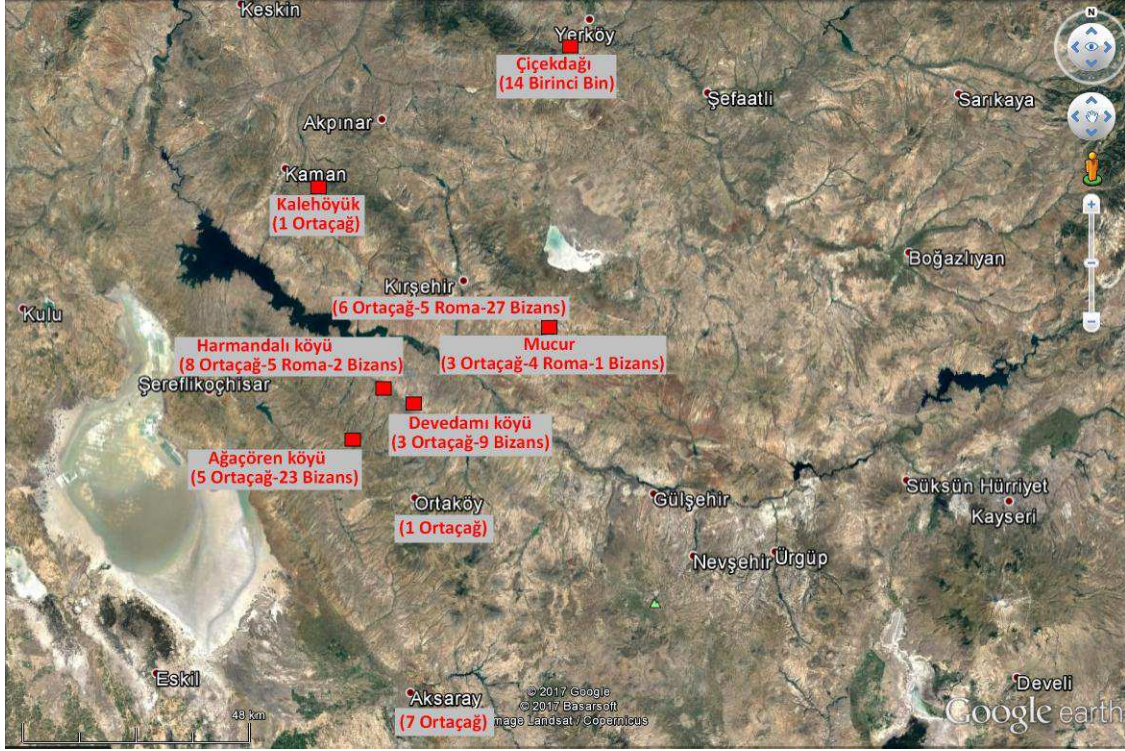 Keskin
N
Yerköy
Çiçekdağı
(14 Birinci Bin)
Şefaatli
Sarıkaya
Akpınar
Kaman
Kalehöyük
(1 Ortaçağ)
Boğazlıyan
Kırşehir
(6 Ortaçağ-5 Roma-27 Bizans)
Kulu
Mucur
(3 Ortaçağ-4 Roma-1 Bizans)
Harmandalı köyü
(8 Ortaçağ-5 Roma-2 Bizans)
Şereflikoçhisar
Devedamı köyü
(3 Ortaçağ-9 Bizans)
Ağaçören köyü
(5 Ortaçağ-23 Bizans)
Ortaköy
(1 Ortaçağ)
Gülşehir
Süksün Hürriyet
Kayseri
Nevşehir
Ürgüp
Eskil
Develi
Aksaray
(7 Ortaçağ)
48 km
© 2017 Google
© 2017 Basarsoft
mage Landsat / Copernicus
Google earth